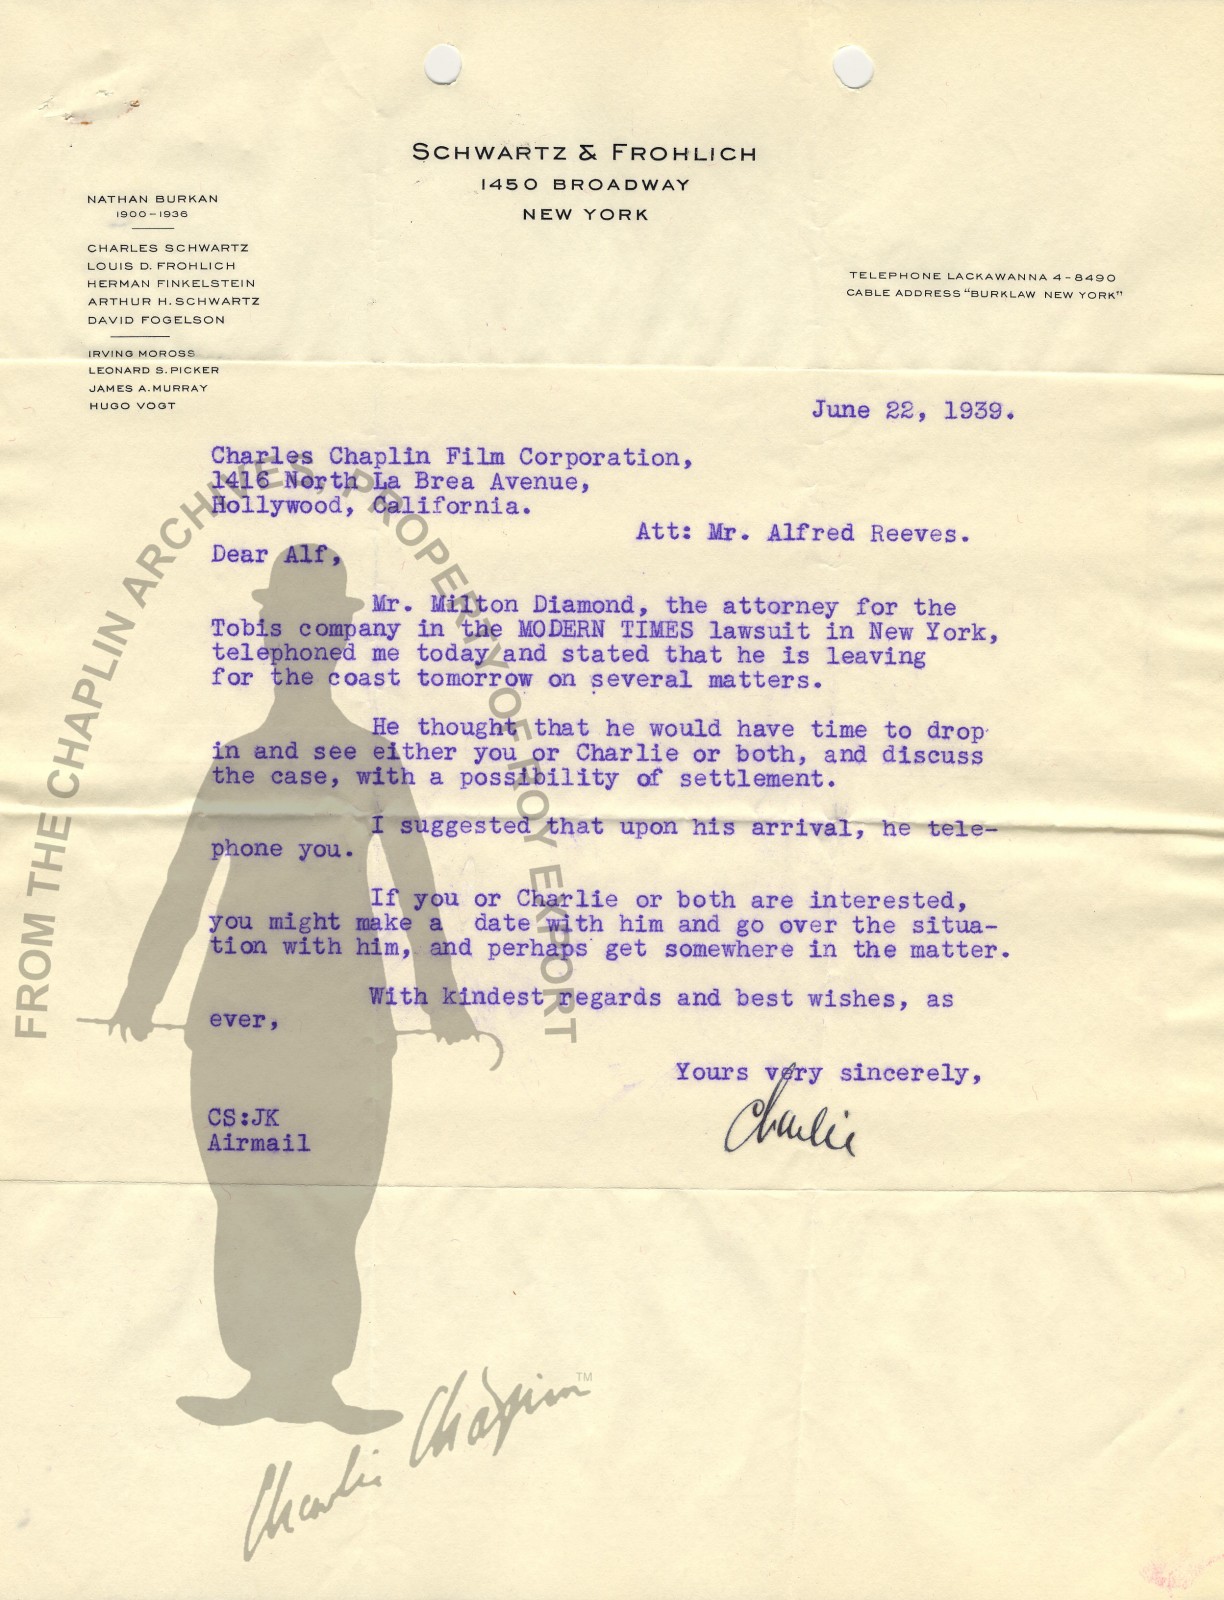 SCHWARTZ & FROHLICH
1450 BROADWAY
NEW YORK
NATHAN BURKAN
1900-1936
CHARLES SCHWARTZ
LOUIS D. FROHLICH
HERMAN FINKELSTEIN
ARTHUR H. SCHWARTZ
DAVID FOGELSON
IRVING MOROSS
LEONARD S. PICKER
JAMES A. MURRAY
HUGO VOGT
TELEPHONE LACKAWANNA 4-8490
CABLE ADDRESS "BURKLAW NEW YORK"
June 22, 1939.
Charles Chaplin Film Corporation,
1416 North La Brea Avenue,
Hollywood, California.
Att: Mr. Alfred Reeves.
Dear Alf,
Mr. Milton Diamond, the attorney for the
Tobis company in the MODERN TIMES lawsuit in New York,
telephoned me today and stated that he is leaving
for the coast tomorrow on several matters.
He thought that he would have time to drop
in and see either you or Charlie or both, and discuss
the case, with a possibility of settlement.
I suggested that upon his arrival, he tele-
phone you.
If you or Charlie or both are interested,
you might make a date with him and go over the situa-
tion with him, and perhaps get somewhere in the matter.
With kindest regards and best wishes, as
ever,
Yours very sincerely,
Charlie
CS:JK
Airmail
FROM THE CHAPLIN ARCHIVES, PROPERTY OF ROY EXPORT
Charlie Chaplin TM